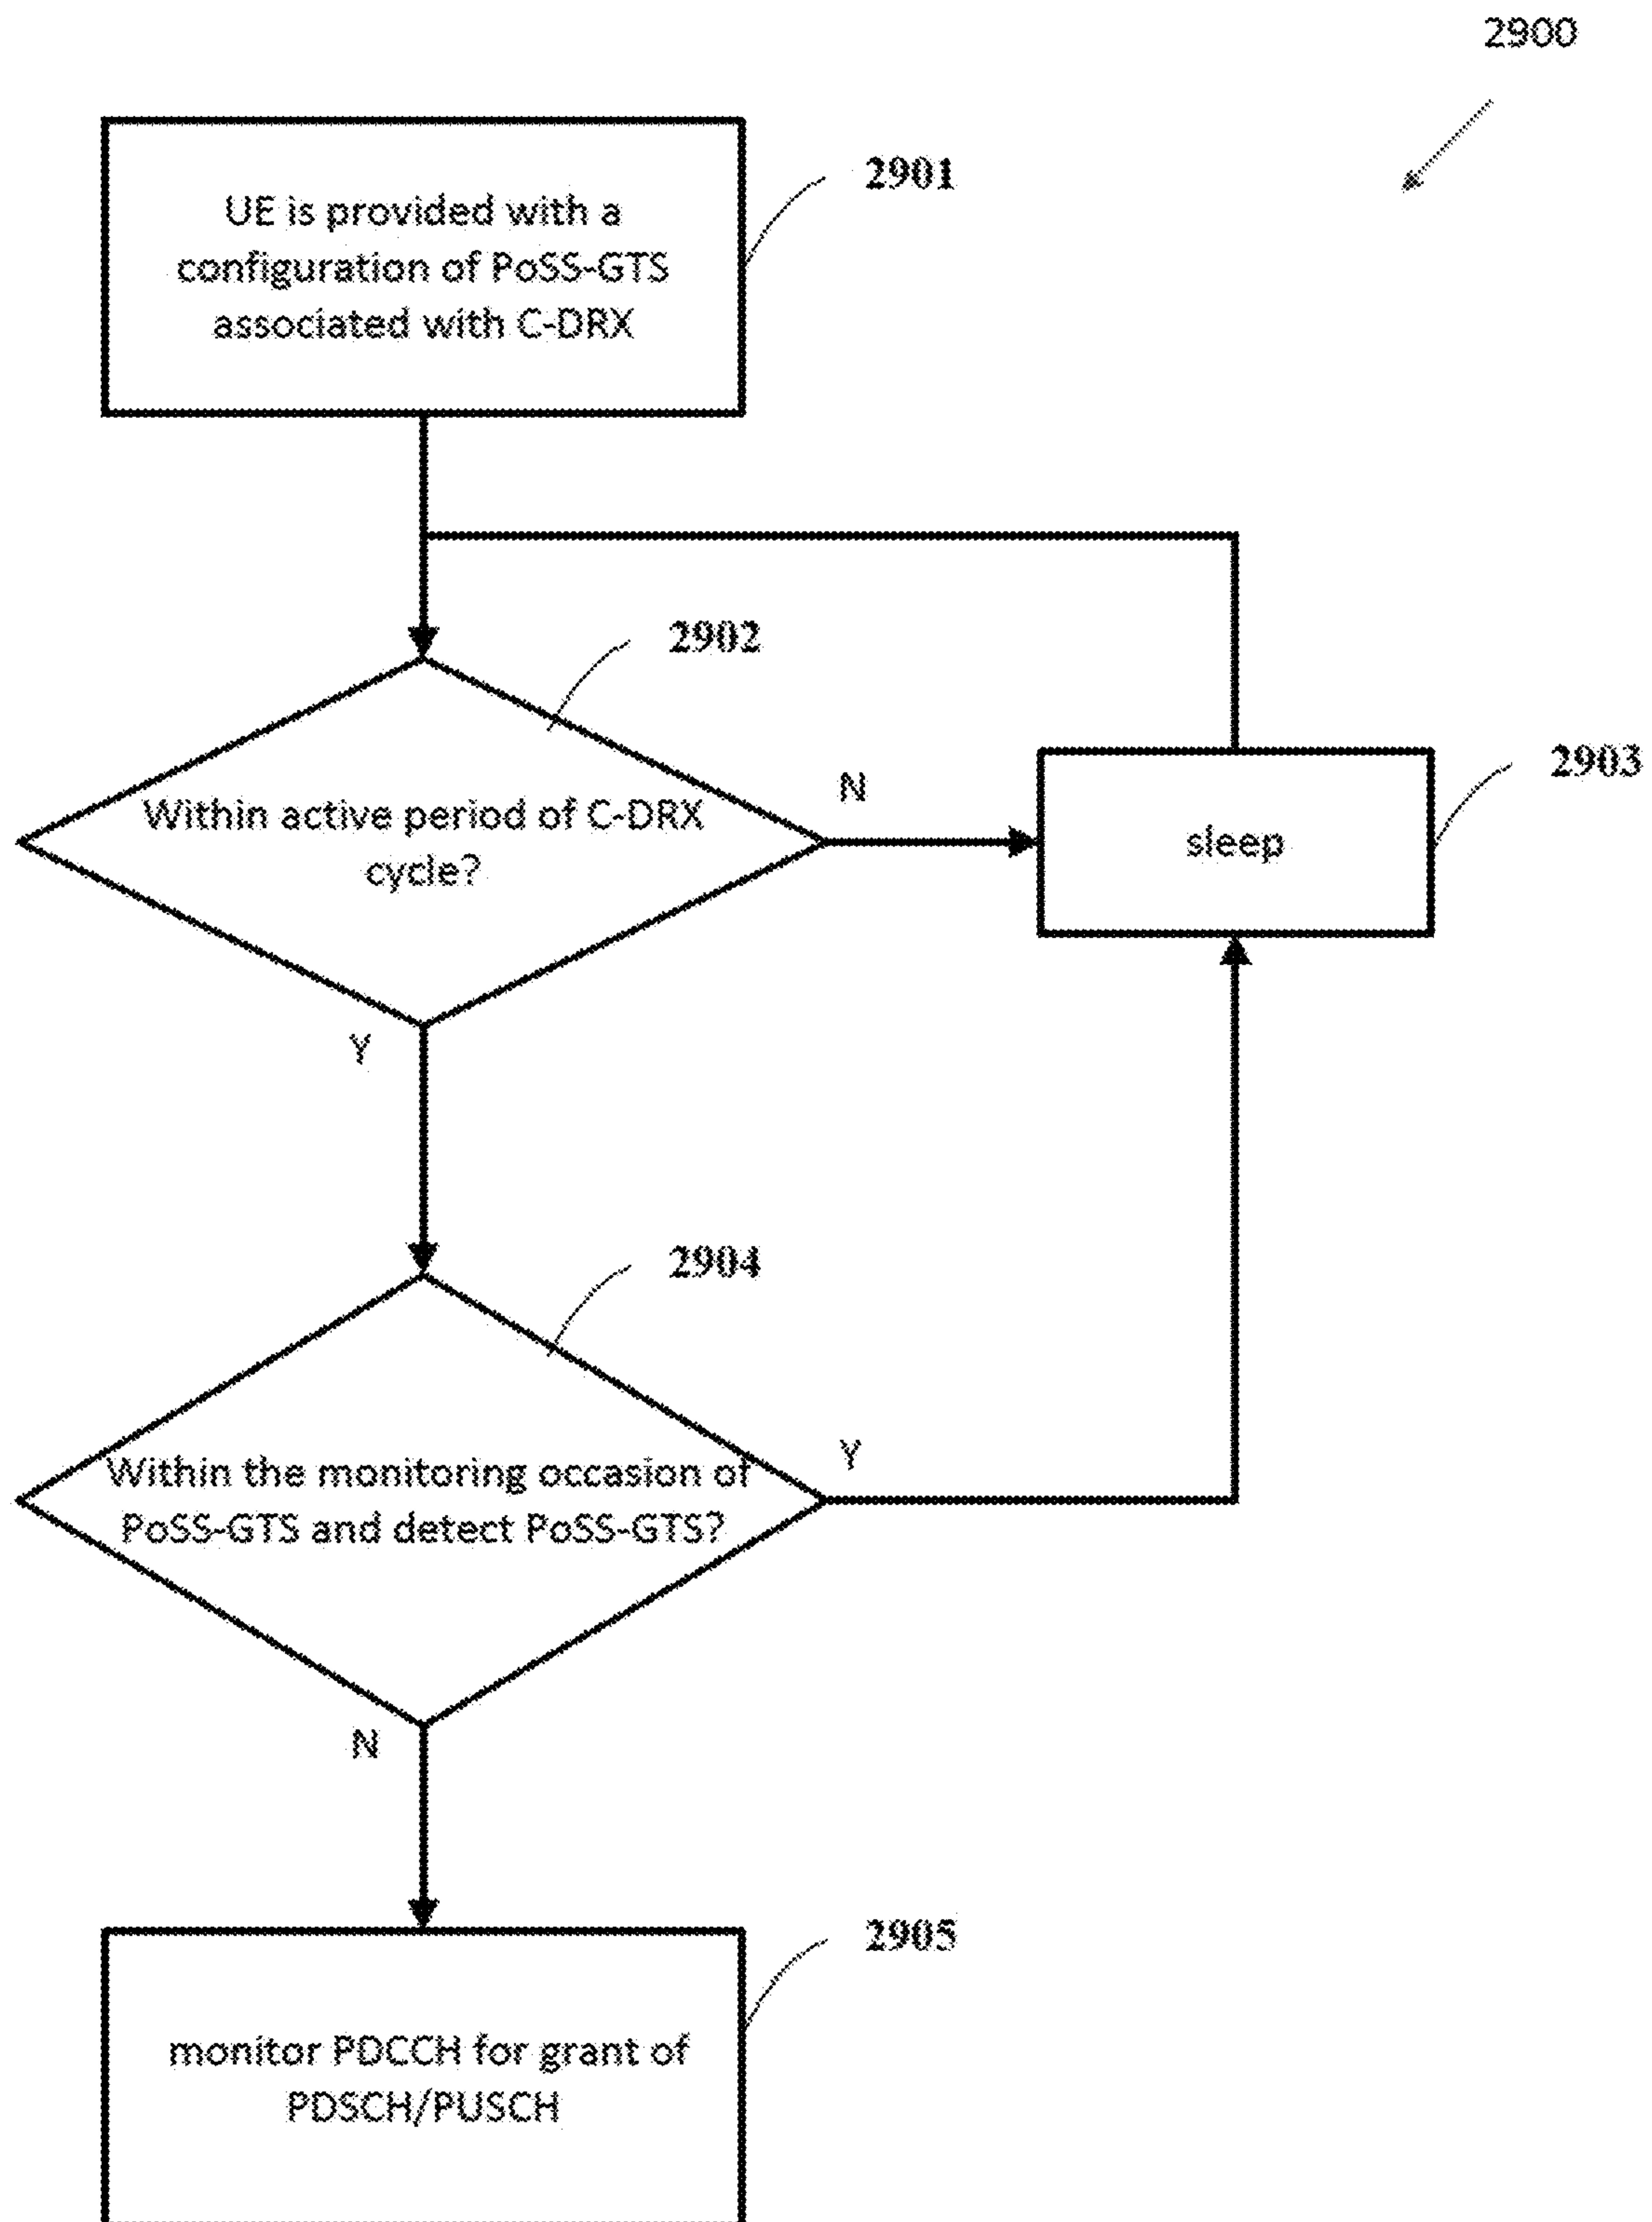 2900
2901
UE is provided with a
configuration of PoSS-GTS
associated with C-DRX
2902
Within active period of C-DRX
cycle?
N
Y
2903
sleep
2904
Within the monitoring occasion of
PoSS-GTS and detect PoSS-GTS?
Y
N
2905
monitor PDCCH for grant of
PDSCH/PUSCH